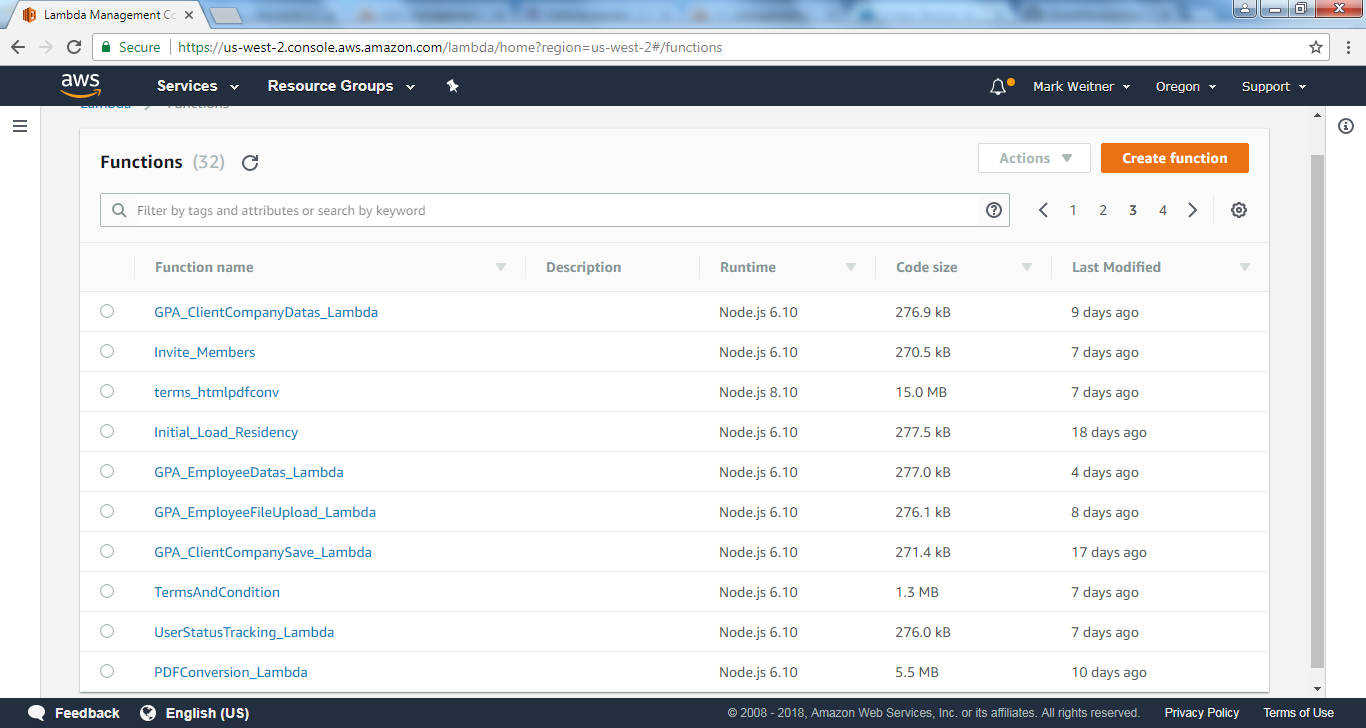 Lambda Management Co
Secure https://us-west-2.console.aws.amazon.com/lambda/home?region=us-west-2#/functions
aws Services Resource Groups Mark Weitner Oregon Support
Lambda Functions
Functions (32) Actions Create function
Filter by tags and attributes or search by keyword 1 2 3 4
Function name Description Runtime Code size Last Modified
GPA_ClientCompanyDatas_Lambda Node.js 6.10 276.9 kB 9 days ago
Invite_Members Node.js 6.10 270.5 kB 7 days ago
terms_htmlpdfconv Node.js 8.10 15.0 MB 7 days ago
Initial_Load_Residency Node.js 6.10 277.5 kB 18 days ago
GPA_EmployeeDatas_Lambda Node.js 6.10 277.0 kB 4 days ago
GPA_EmployeeFileUpload_Lambda Node.js 6.10 276.1 kB 8 days ago
GPA_ClientCompanySave_Lambda Node.js 6.10 271.4 kB 17 days ago
TermsAndCondition Node.js 6.10 1.3 MB 7 days ago
UserStatusTracking_Lambda Node.js 6.10 276.0 kB 7 days ago
PDFConversion_Lambda Node.js 6.10 5.5 MB 10 days ago
Feedback English (US) © 2008 - 2018, Amazon Web Services, Inc. or its affiliates. All rights reserved. Privacy Policy Terms of Use